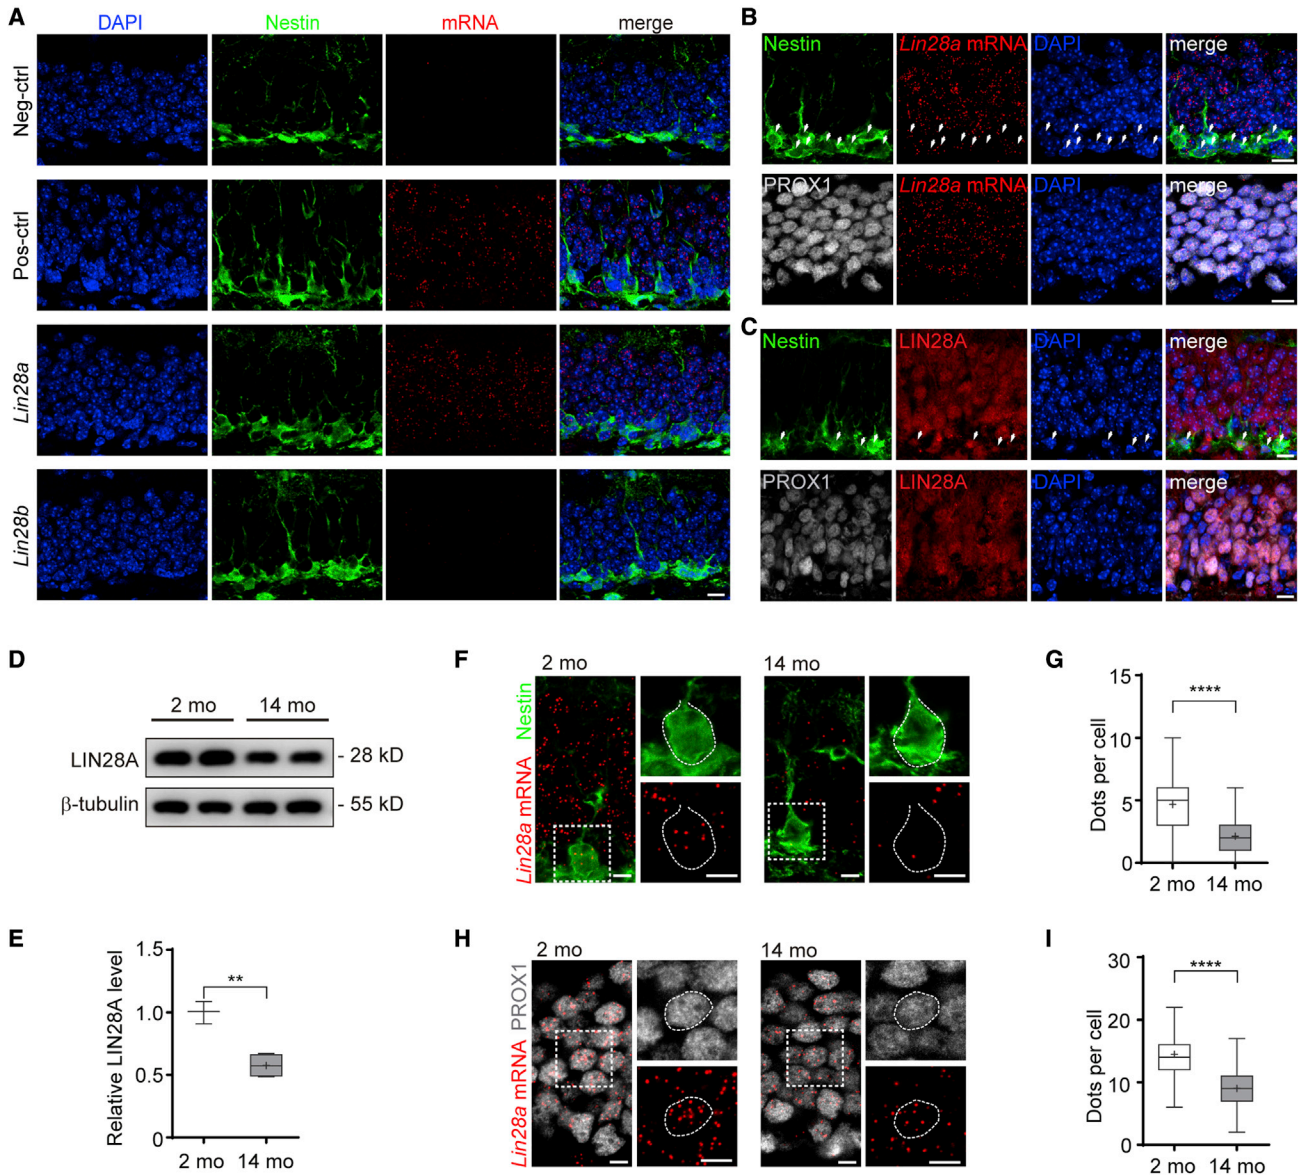 A
DAPI Nestin mRNA merge
Neg-ctrl
Pos-ctrl
Lin28a
Lin28b
B
Nestin Lin28a mRNA DAPI merge
PROX1 Lin28a mRNA DAPI merge
C
Nestin LIN28A DAPI merge
PROX1 LIN28A DAPI merge
D
2 mo 14 mo
LIN28A - 28 kD
β-tubulin - 55 kD
E
Relative LIN28A level
1.5
1.0
0.5
0
**
2 mo 14 mo
F
2 mo 14 mo
Lin28a mRNA Nestin
G
Dots per cell
15
10
5
0
****
2 mo 14 mo
H
2 mo 14 mo
Lin28a mRNA PROX1
I
Dots per cell
30
20
10
0
****
2 mo 14 mo